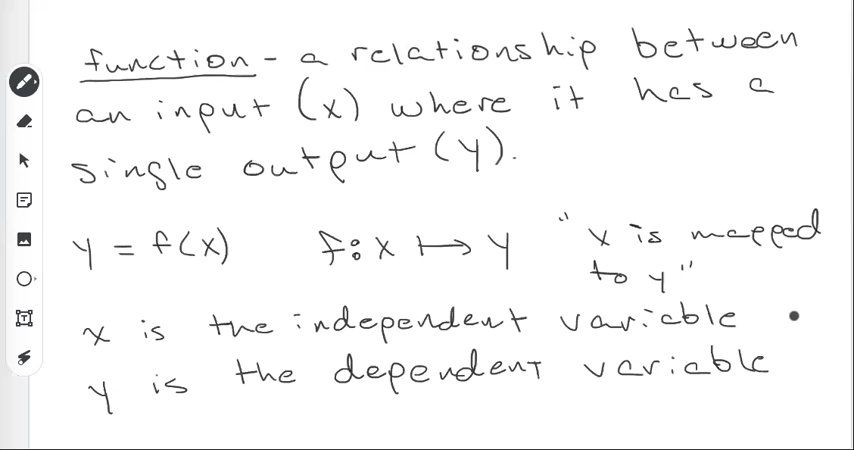 function - a relationship between
an input (x) where it has a
single output (y).
y = f(x) f: x ↦ y "x is mapped
to y"
x is the independent variable
y is the dependent variable